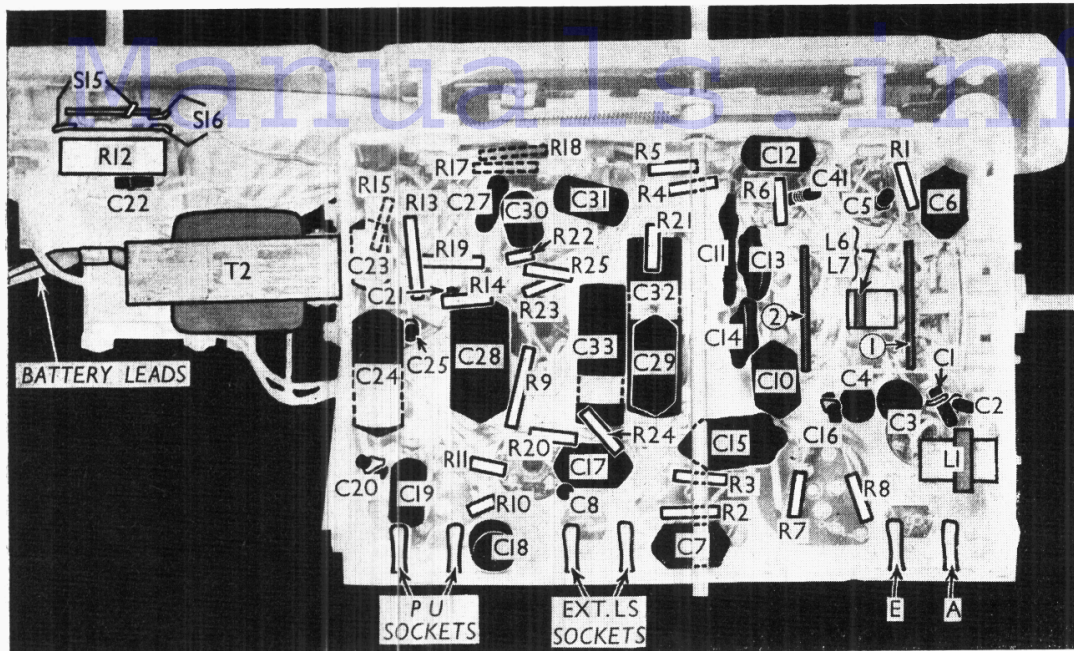 Manuals.in
S15
S16
R12
C22
T2
BATTERY LEADS
R18
R17
R15
R13
C27
C30
C31
R5
R4
C12
R6
C41
C5
R1
C6
C23
R19
R22
R21
C11
C13
L6
L7
R25
C21
R14
R23
C32
C14
2
1
C24
C25
C28
R9
C33
C29
C10
C4
C3
C1
C2
C16
R20
R24
C15
L1
R11
C17
C20
C19
R10
C8
R3
R2
R7
R8
C18
C7
PU
SOCKETS
EXT.LS
SOCKETS
E
A